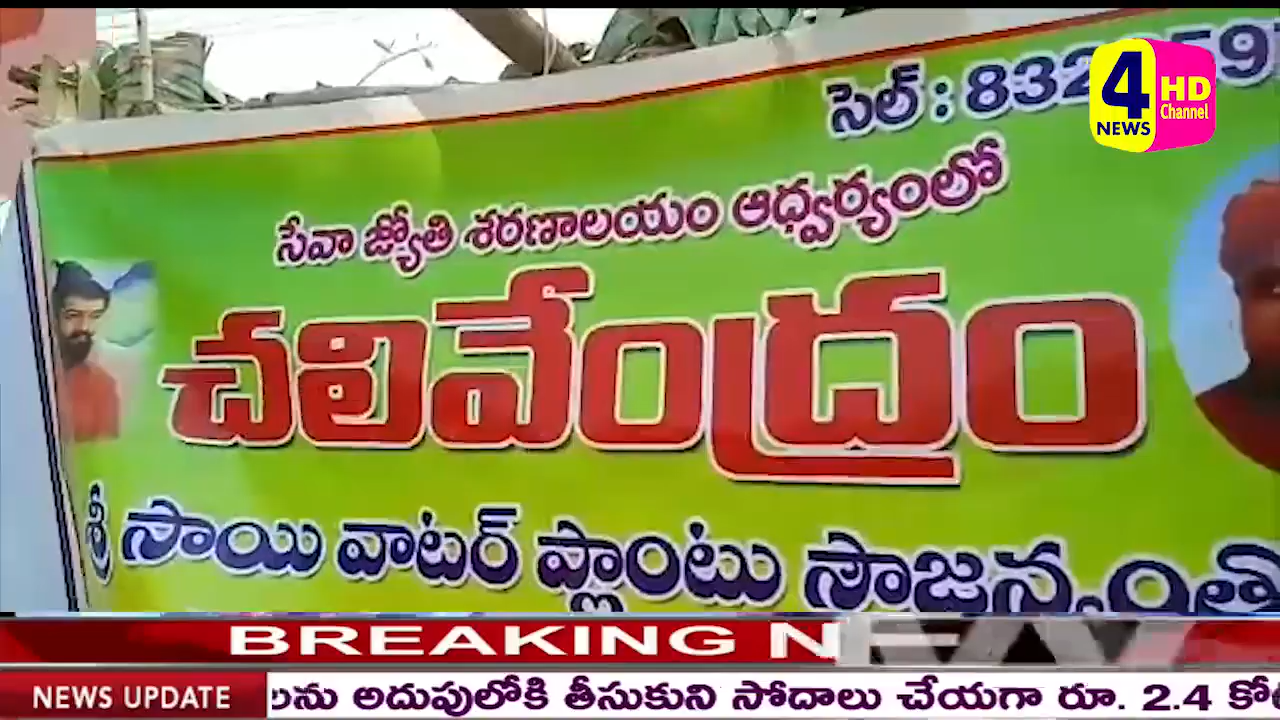 సెల్ : 832
4 HD
NEWS Channel
సేవా జ్యోతి శరణాలయం ఆధ్వర్యంలో
చలివేంద్రం
శ్రీ సాయి వాటర్ ప్లాంటు
BREAKING
NEWS UPDATE
అదుపులోకి తీసుకుని సోదాలు చేయగా రూ. 2.4